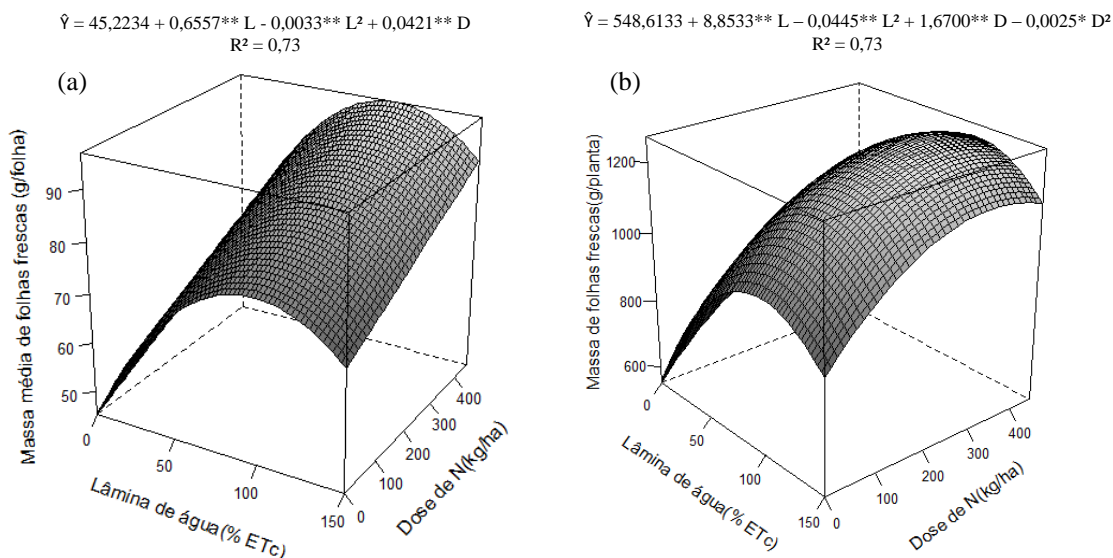 Ŷ = 45,2234 + 0,6557** L - 0,0033** L² + 0,0421** D
R² = 0,73
(a)
Massa média de folhas frescas (g/folha)
90
80
70
60
50
0
50
100
150
Lâmina de água(% ETc)
0
100
200
300
400
Dose de N(kg/ha)
Ŷ = 548,6133 + 8,8533** L – 0,0445** L² + 1,6700** D – 0,0025* D²
R² = 0,73
(b)
Massa de folhas frescas(g/planta)
1200
1000
800
600
0
50
100
150
Lâmina de água(% ETc)
0
100
200
300
400
Dose de N(kg/ha)